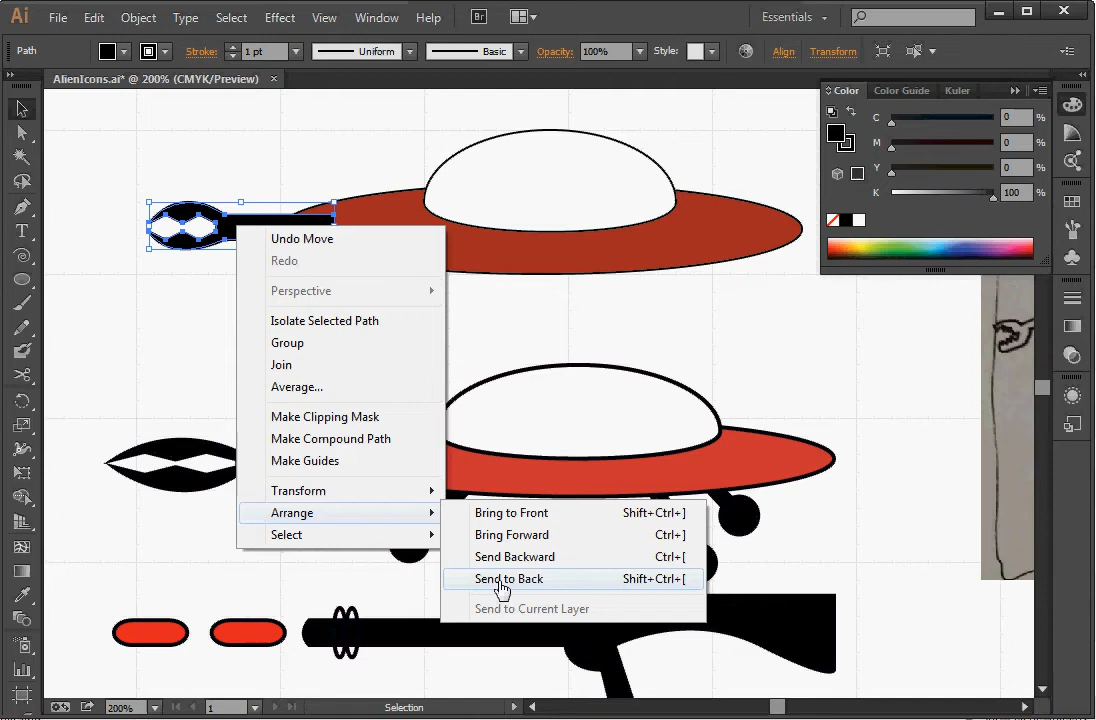 Ai File Edit Object Type Select Effect View Window Help Br Essentials
Path Stroke: 1 pt Uniform Basic Opacity: 100% Style: Align Transform
AlienIcons.ai* @ 200% (CMYK/Preview)
Color Color Guide Kuler
C 0 %
M 0 %
Y 0 %
K 100 %
Undo Move
Redo
Perspective
Isolate Selected Path
Group
Join
Average...
Make Clipping Mask
Make Compound Path
Make Guides
Transform
Arrange
Select
Bring to Front Shift+Ctrl+]
Bring Forward Ctrl+]
Send Backward Ctrl+[
Send to Back Shift+Ctrl+[
Send to Current Layer
200% 1 Selection